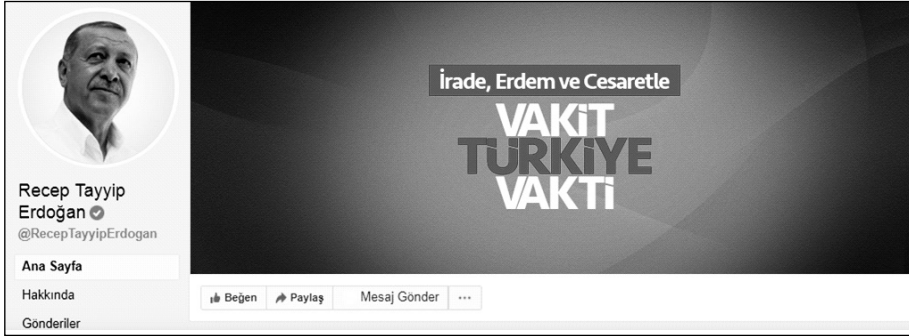 İrade, Erdem ve Cesaretle
VAKİT
TÜRKİYE
VAKTİ
Recep Tayyip
Erdoğan
@RecepTayyipErdogan
Ana Sayfa
Hakkında
Gönderiler
Beğen Paylaş Mesaj Gönder ...